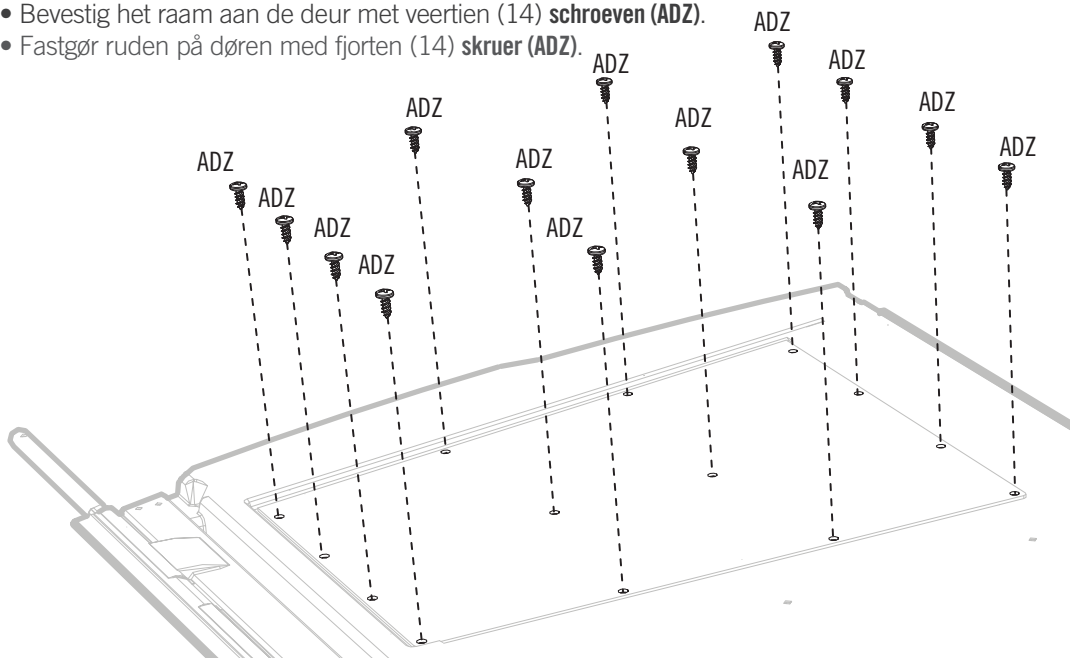 • Bevestig het raam aan de deur met veertien (14) schroeven (ADZ).
• Fastgør ruden på døren med fjorten (14) skruer (ADZ).
ADZ
ADZ
ADZ
ADZ
ADZ
ADZ
ADZ
ADZ
ADZ
ADZ
ADZ
ADZ
ADZ
ADZ